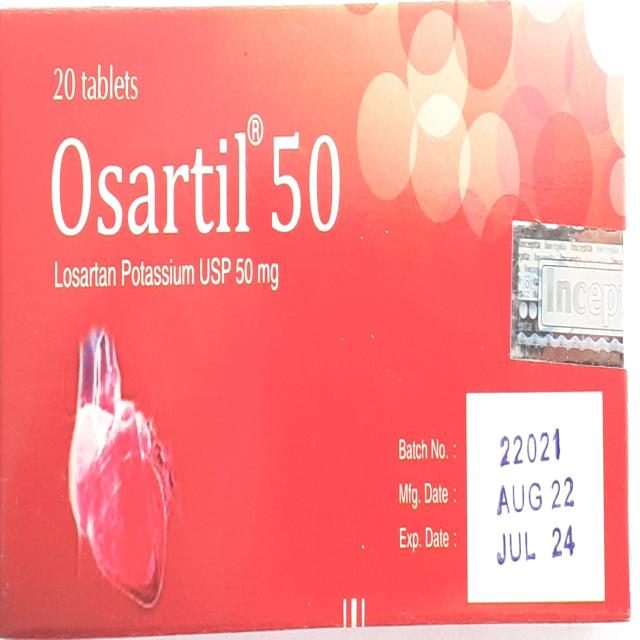 20 tablets
Osartil® 50
Losartan Potassium USP 50 mg
Incept
Batch No. : 22021
Mfg. Date : AUG 22
Exp. Date : JUL 24